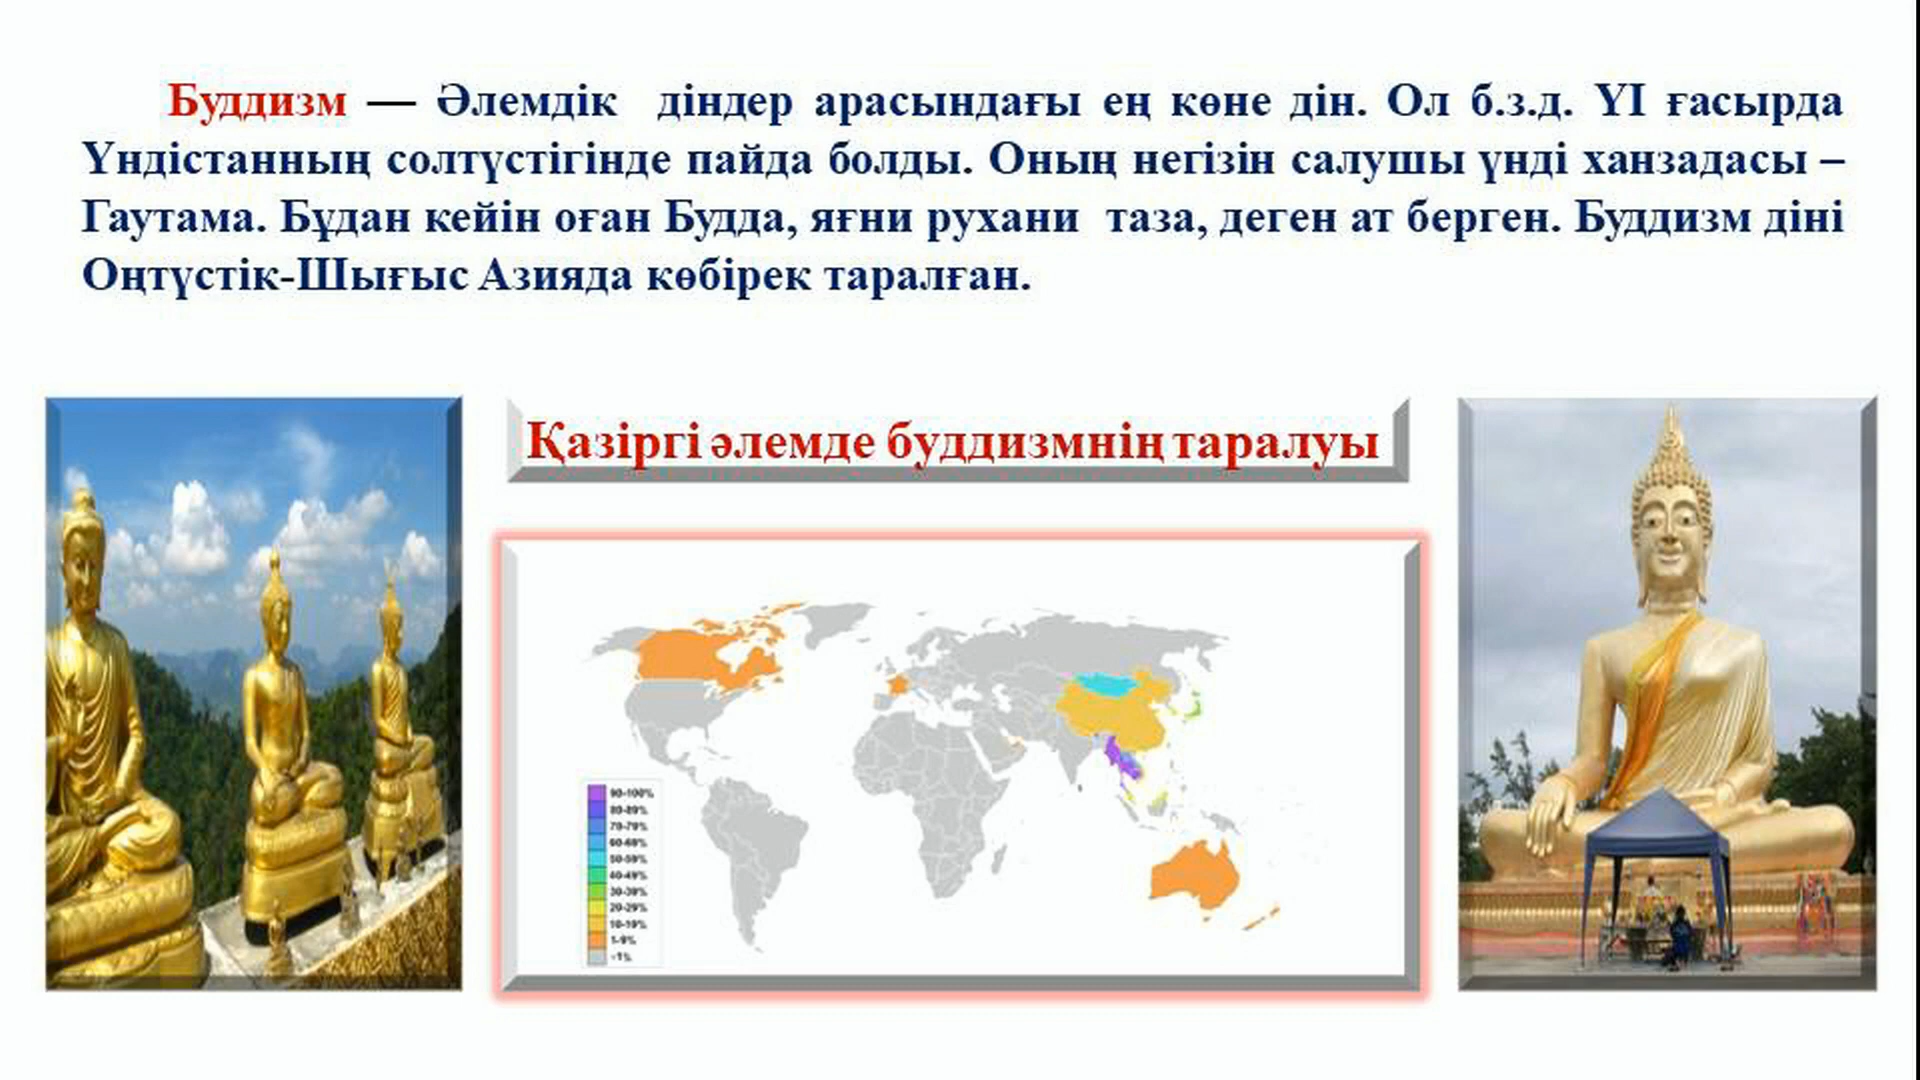 Буддизм — Әлемдік діндер арасындағы ең көне дін. Ол б.з.д. ҮІ ғасырда
Үндістанның солтүстігінде пайда болды. Оның негізін салушы үнді ханзадасы –
Гаутама. Бұдан кейін оған Будда, яғни рухани таза, деген ат берген. Буддизм діні
Оңтүстік-Шығыс Азияда көбірек таралған.
Қазіргі әлемде буддизмнің таралуы
90-100%
80-89%
70-79%
60-69%
50-59%
40-49%
30-39%
20-29%
10-19%
1-9%
-1%